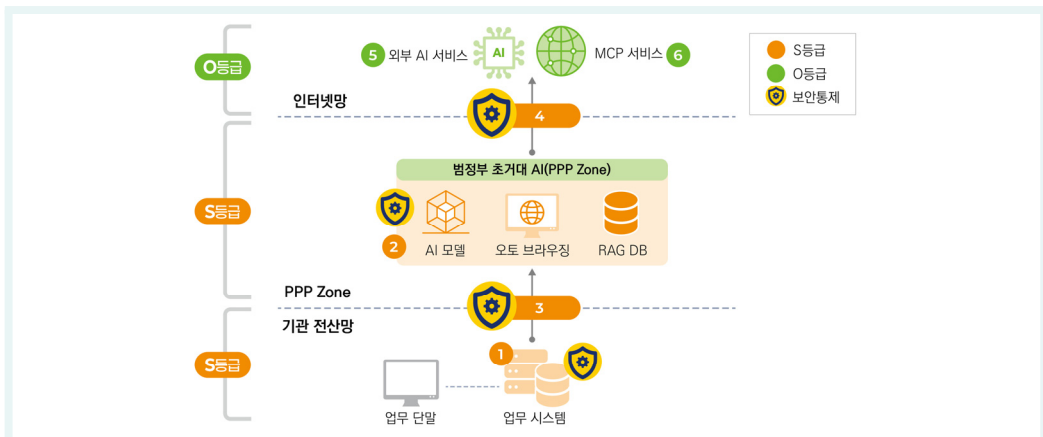 5 외부 AI 서비스 AI MCP 서비스 6
S등급
O등급
보안통제
O등급
인터넷망
4
범정부 초거대 AI(PPP Zone)
S등급
2 AI 모델 오토 브라우징 RAG DB
PPP Zone
3
기관 전산망
1
S등급
업무 단말 업무 시스템